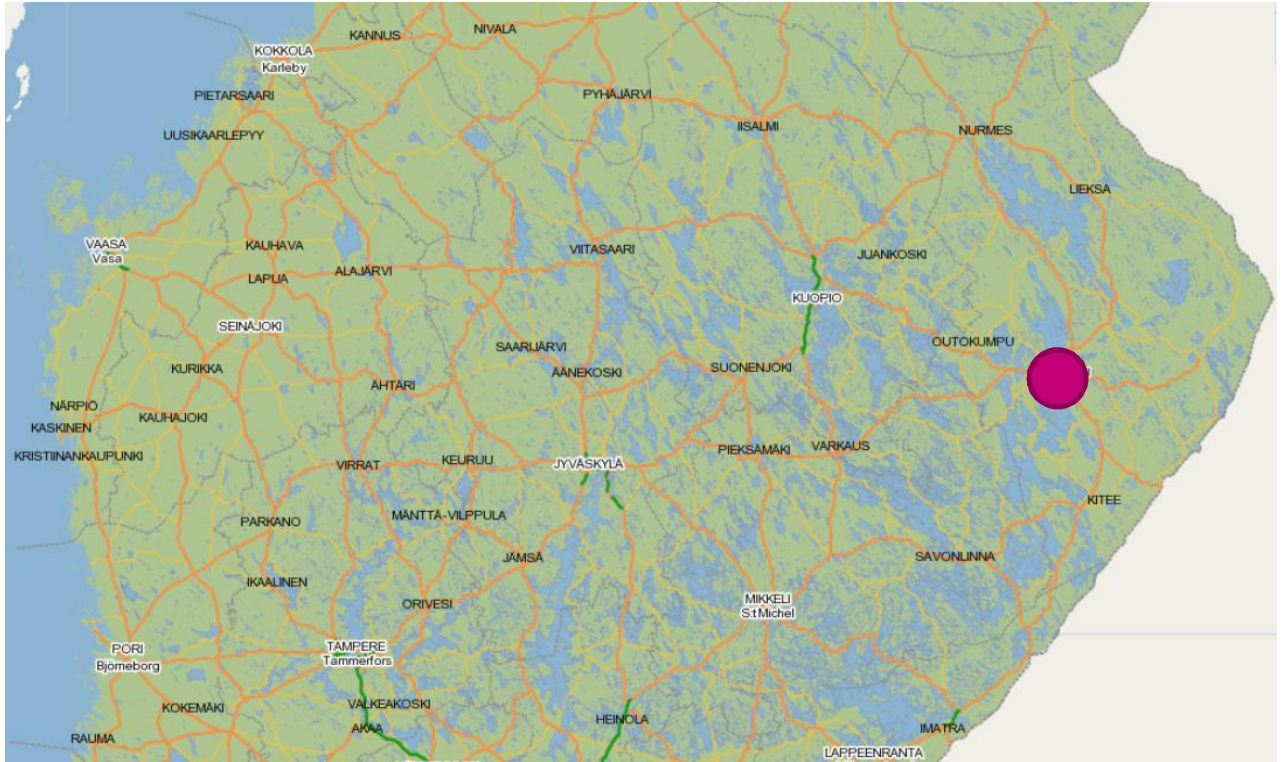 NIVALA
KANNUS
KOKKOLA
Karleby
PIETARSAARI
PYHÄJÄRVI
UUSIKAARLEPYY
IISALMI
NURMES
LIEKSA
VAASA
Vasa
KAUHAVA
VIITASAARI
JUANKOSKI
LAPUA
ALAJÄRVI
KUOPIO
SEINÄJOKI
OUTOKUMPU
SAARIJÄRVI
KURIKKA
ÄHTÄRI
ÄÄNEKOSKI
SUONENJOKI
NÄRPIÖ
KAUHAJOKI
KASKINEN
KRISTIINANKAUPUNKI
VIRRAT
KEURUU
JYVÄSKYLÄ
PIEKSÄMÄKI
VARKAUS
KITEE
PARKANO
MÄNTTÄ-VILPPULA
JÄMSÄ
SAVONLINNA
IKAALINEN
ORIVESI
MIKKELI
S:t Michel
PORI
Björneborg
TAMPERE
Tammerfors
KOKEMÄKI
VALKEAKOSKI
AKAA
HEINOLA
IMATRA
RAUMA
LAPPEENRANTA